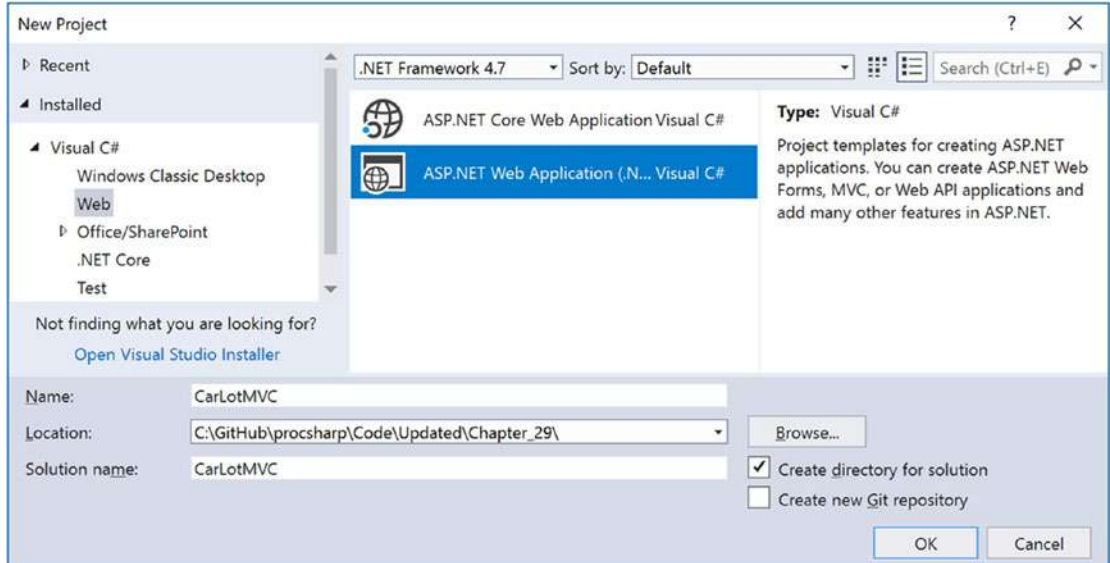 New Project
? ×
Recent
Installed
Visual C#
Windows Classic Desktop
Web
Office/SharePoint
.NET Core
Test
Not finding what you are looking for?
Open Visual Studio Installer
.NET Framework 4.7 Sort by: Default
Search (Ctrl+E)
ASP.NET Core Web Application Visual C#
ASP.NET Web Application (.N... Visual C#
Type: Visual C#
Project templates for creating ASP.NET
applications. You can create ASP.NET Web
Forms, MVC, or Web API applications and
add many other features in ASP.NET.
Name: CarLotMVC
Location: C:\GitHub\procsharp\Code\Updated\Chapter_29\ Browse...
Solution name: CarLotMVC
Create directory for solution
Create new Git repository
OK Cancel